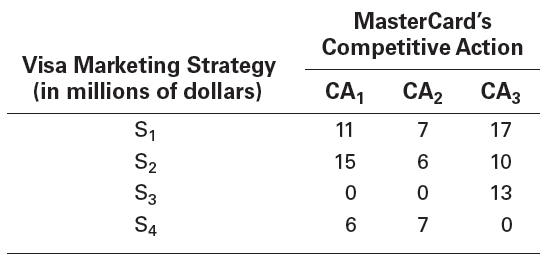 MasterCard's
Competitive Action
Visa Marketing Strategy
(in millions of dollars)
CA₁ CA₂ CA₃
S₁ 11 7 17
S₂ 15 6 10
S₃ 0 0 13
S₄ 6 7 0